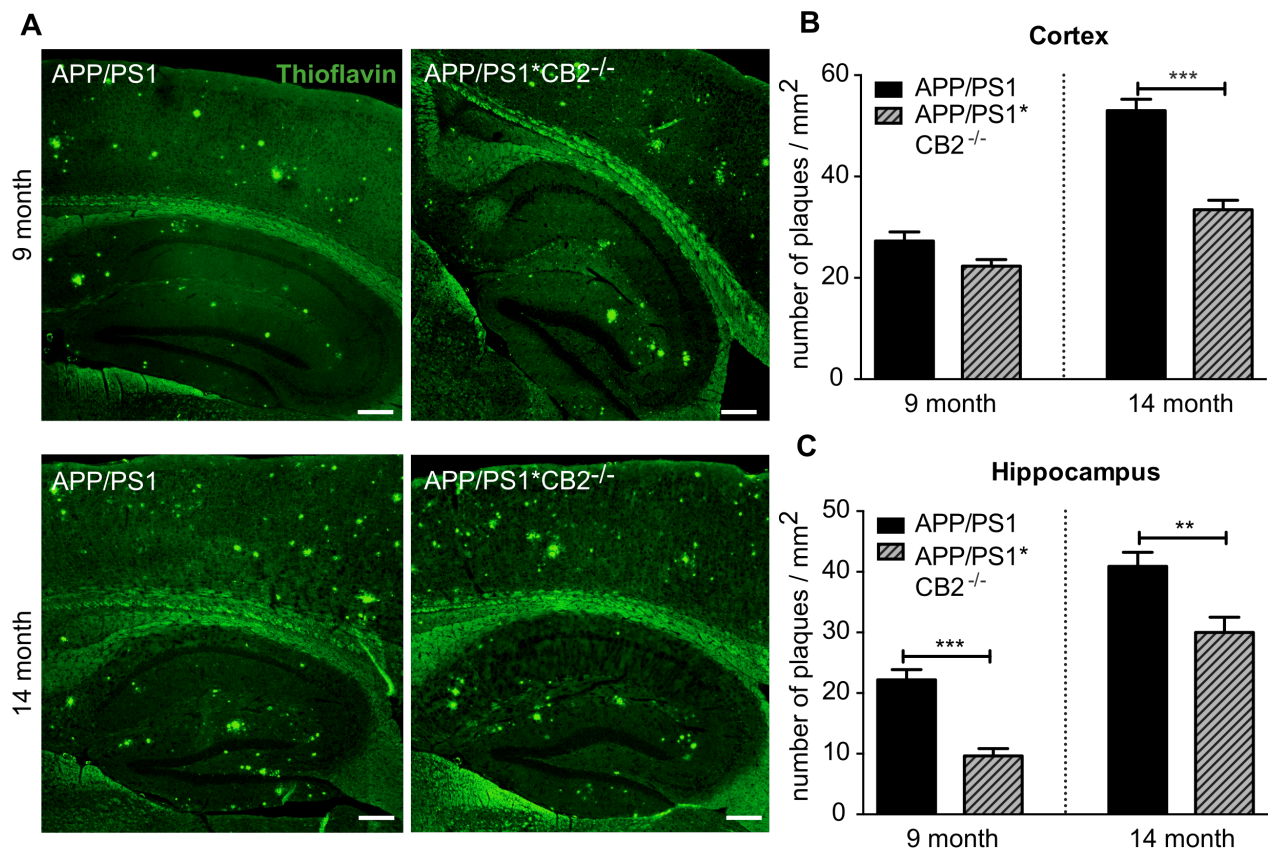 A
APP/PS1
Thioflavin
APP/PS1*CB2-/-
9 month
APP/PS1
APP/PS1*CB2-/-
14 month
B
Cortex
APP/PS1
APP/PS1*
CB2 -/-
***
number of plaques / mm2
60
40
20
0
9 month
14 month
C
Hippocampus
APP/PS1
APP/PS1*
CB2 -/-
***
**
number of plaques / mm2
50
40
30
20
10
0
9 month
14 month